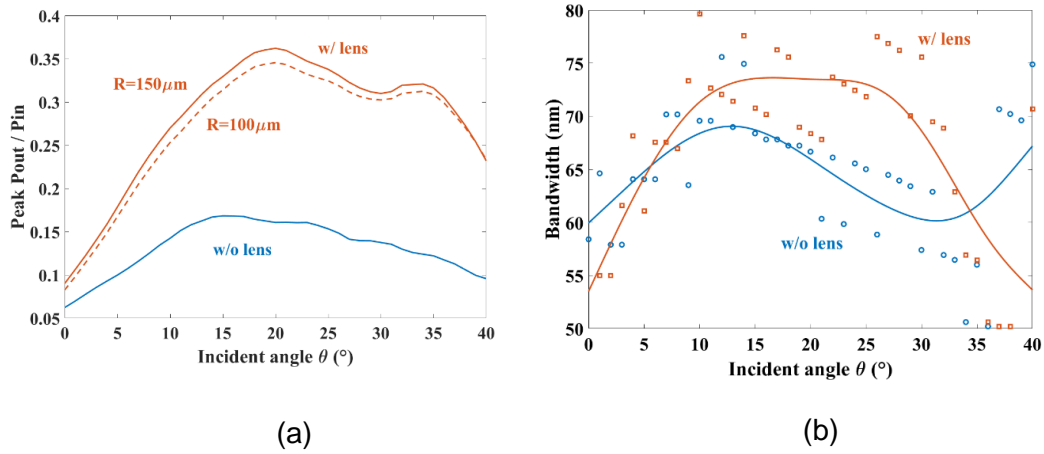 0.4
0.35
0.3
0.25
0.2
0.15
0.1
0.05
Peak Pout / Pin
w/ lens
R=150μm
R=100μm
w/o lens
0 5 10 15 20 25 30 35 40
Incident angle θ (°)
(a)
80
75
70
65
60
55
50
Bandwidth (nm)
w/ lens
w/o lens
0 5 10 15 20 25 30 35 40
Incident angle θ (°)
(b)